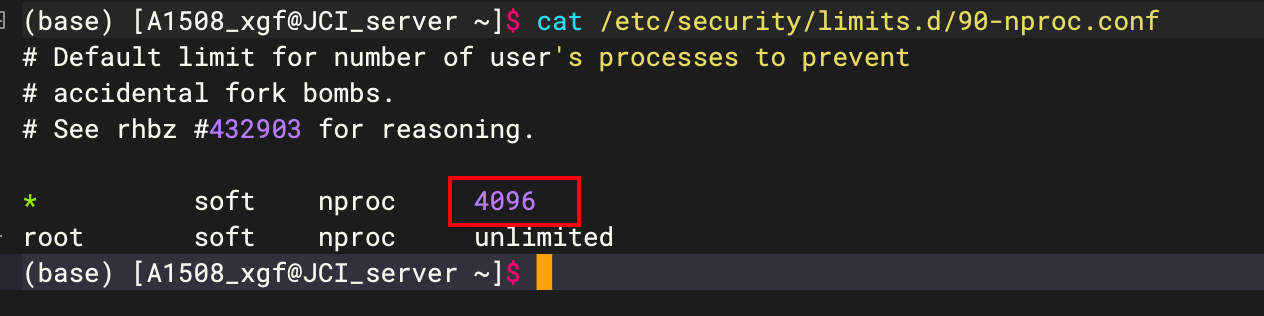 (base) [A1508_xgf@JCI_server ~]$ cat /etc/security/limits.d/90-nproc.conf
# Default limit for number of user's processes to prevent
# accidental fork bombs.
# See rhbz #432903 for reasoning.
* soft nproc 4096
root soft nproc unlimited
(base) [A1508_xgf@JCI_server ~]$